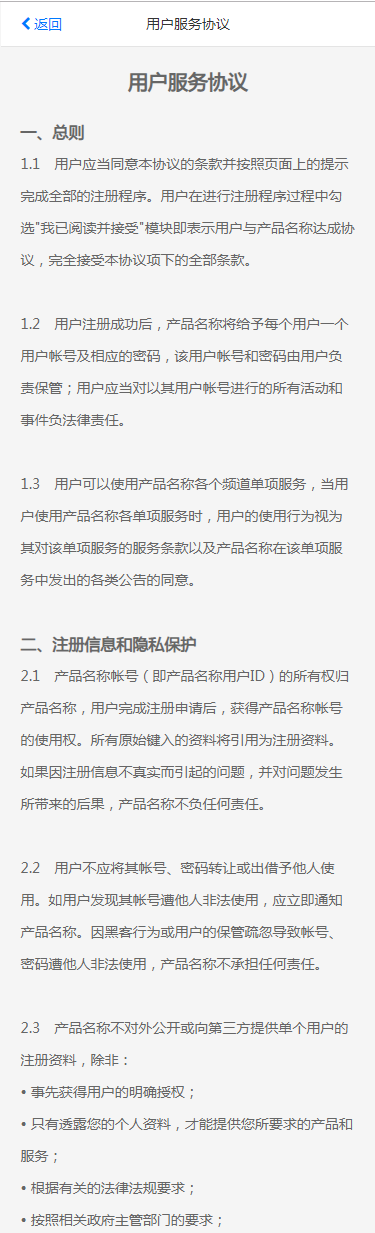 返回
用户服务协议
用户服务协议
一、总则
1.1 用户应当同意本协议的条款并按照页面上的提示
完成全部的注册程序。用户在进行注册程序过程中勾
选"我已阅读并接受"模块即表示用户与产品名称达成协
议，完全接受本协议项下的全部条款。
1.2 用户注册成功后，产品名称将给予每个用户一个
用户帐号及相应的密码，该用户帐号和密码由用户负
责保管；用户应当对以其用户帐号进行的所有活动和
事件负法律责任。
1.3 用户可以使用产品名称各个频道单项服务，当用
户使用产品名称各单项服务时，用户的使用行为视为
其对该单项服务的服务条款以及产品名称在该单项服
务中发出的各类公告的同意。
二、注册信息和隐私保护
2.1 产品名称帐号（即产品名称用户ID）的所有权归
产品名称，用户完成注册申请后，获得产品名称帐号
的使用权。所有原始键入的资料将引用为注册资料。
如果因注册信息不真实而引起的问题，并对问题发生
所带来的后果，产品名称不负任何责任。
2.2 用户不应将其帐号、密码转让或出借予他人使
用。如用户发现其帐号遭他人非法使用，应立即通知
产品名称。因黑客行为或用户的保管疏忽导致帐号、
密码遭他人非法使用，产品名称不承担任何责任。
2.3 产品名称不对外公开或向第三方提供单个用户的
注册资料，除非：
• 事先获得用户的明确授权；
• 只有透露您的个人资料，才能提供您所要求的产品和
服务；
• 根据有关的法律法规要求；
• 按照相关政府主管部门的要求；